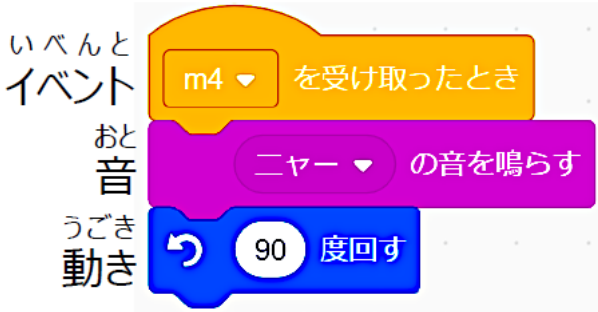 いべんと
イベント m4 を受け取ったとき
おと
音 ニャー の音を鳴らす
うごき
動き 90 度回す